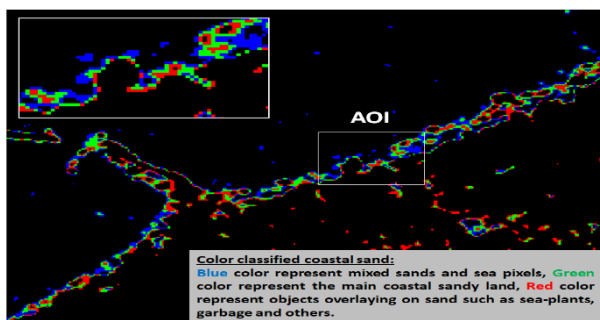 AOI
Color classified coastal sand:
Blue color represent mixed sands and sea pixels, Green
color represent the main coastal sandy land, Red color
represent objects overlaying on sand such as sea-plants,
garbage and others.